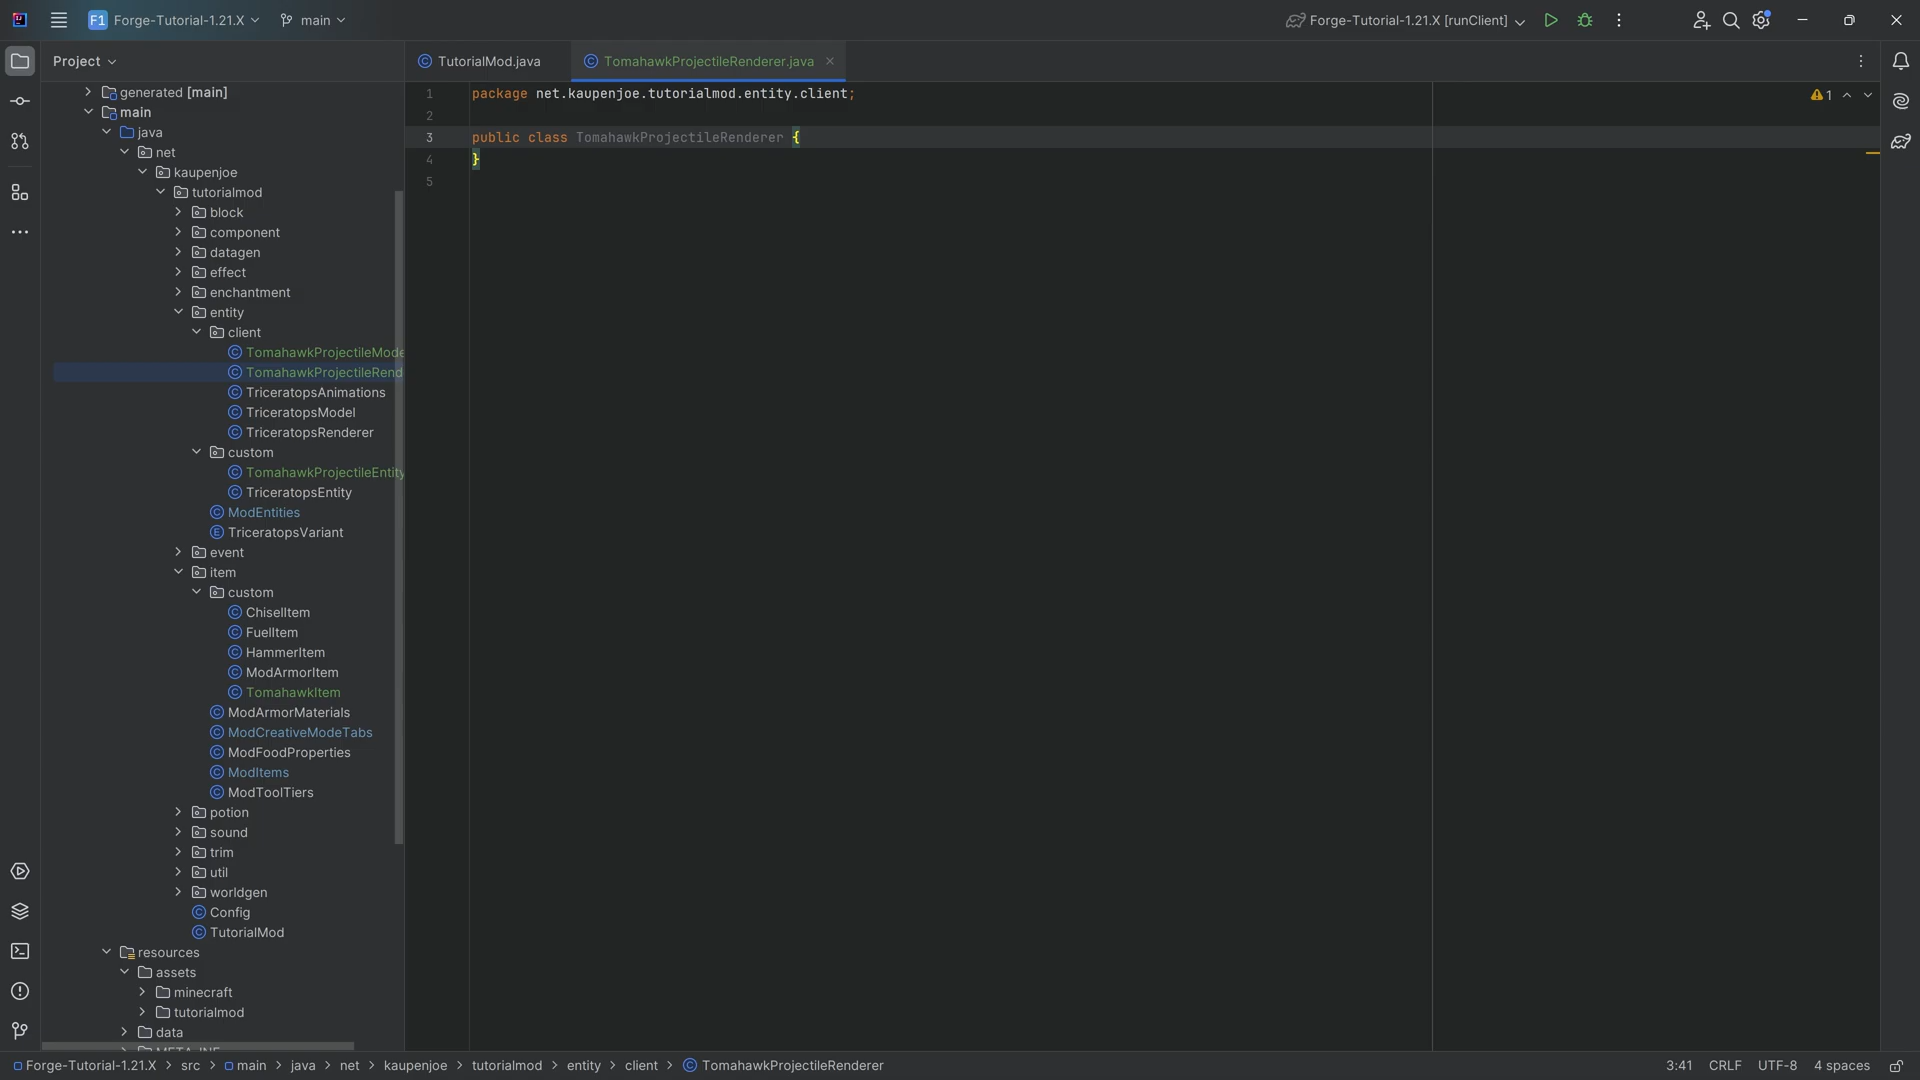 F1 Forge-Tutorial-1.21.X main
Forge-Tutorial-1.21.X [runClient]
Project
TutorialMod.java
TomahawkProjectileRenderer.java
generated [main]
main
java
net
kaupenjoe
tutorialmod
block
component
datagen
effect
enchantment
entity
client
TomahawkProjectileMode
TomahawkProjectileRend
TriceratopsAnimations
TriceratopsModel
TriceratopsRenderer
custom
TomahawkProjectileEntity
TriceratopsEntity
ModEntities
TriceratopsVariant
event
item
custom
ChiselItem
FuelItem
HammerItem
ModArmorItem
TomahawkItem
ModArmorMaterials
ModCreativeModeTabs
ModFoodProperties
ModItems
ModToolTiers
potion
sound
trim
util
worldgen
Config
TutorialMod
resources
assets
minecraft
tutorialmod
data
1 package net.kaupenjoe.tutorialmod.entity.client;
2
3 public class TomahawkProjectileRenderer {
4 }
5
1
Forge-Tutorial-1.21.X > src > main > java > net > kaupenjoe > tutorialmod > entity > client > TomahawkProjectileRenderer
3:41 CRLF UTF-8 4 spaces